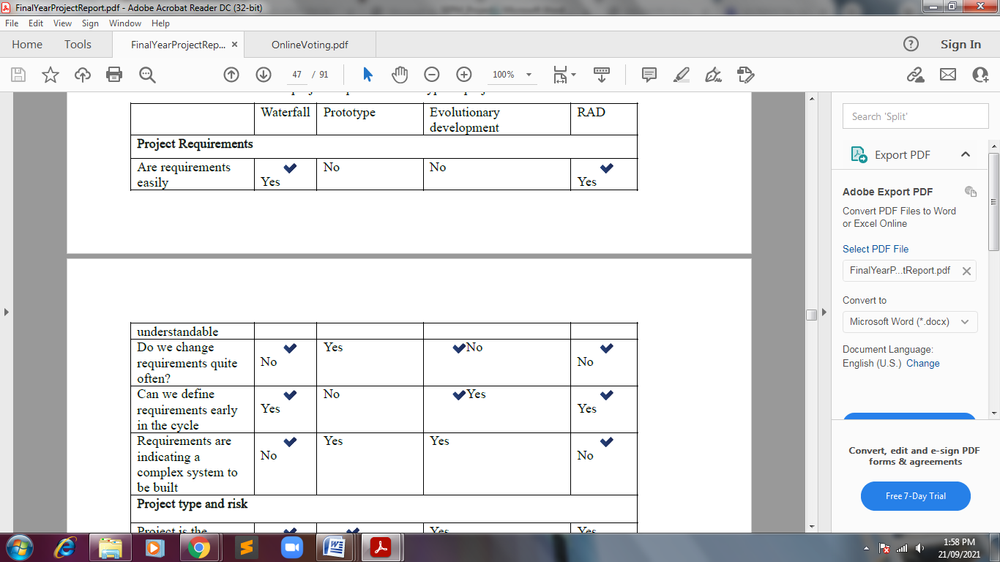 FinalYearProjectReport.pdf - Adobe Acrobat Reader DC (32-bit)
File Edit View Sign Window Help
Home Tools FinalYearProjectRep... × OnlineVoting.pdf ? Sign In
47 / 91 100%
Search 'Split'
Export PDF
Adobe Export PDF
Convert PDF Files to Word
or Excel Online
Select PDF File
FinalYearP...tReport.pdf
Convert to
Microsoft Word (*.docx)
Document Language:
English (U.S.) Change
Convert, edit and e-sign PDF
forms & agreements
Free 7-Day Trial
Waterfall Prototype Evolutionary RAD
development
Project Requirements
Are requirements ✔ No No ✔
easily Yes Yes
understandable
Do we change ✔ Yes ✔No ✔
requirements quite No No
often?
Can we define ✔ No ✔Yes ✔
requirements early Yes Yes
in the cycle
Requirements are ✔ Yes Yes ✔
indicating a No No
complex system to
be built
Project type and risk
Project is the ✔ ✔ Yes Yes
1:58 PM
21/09/2021